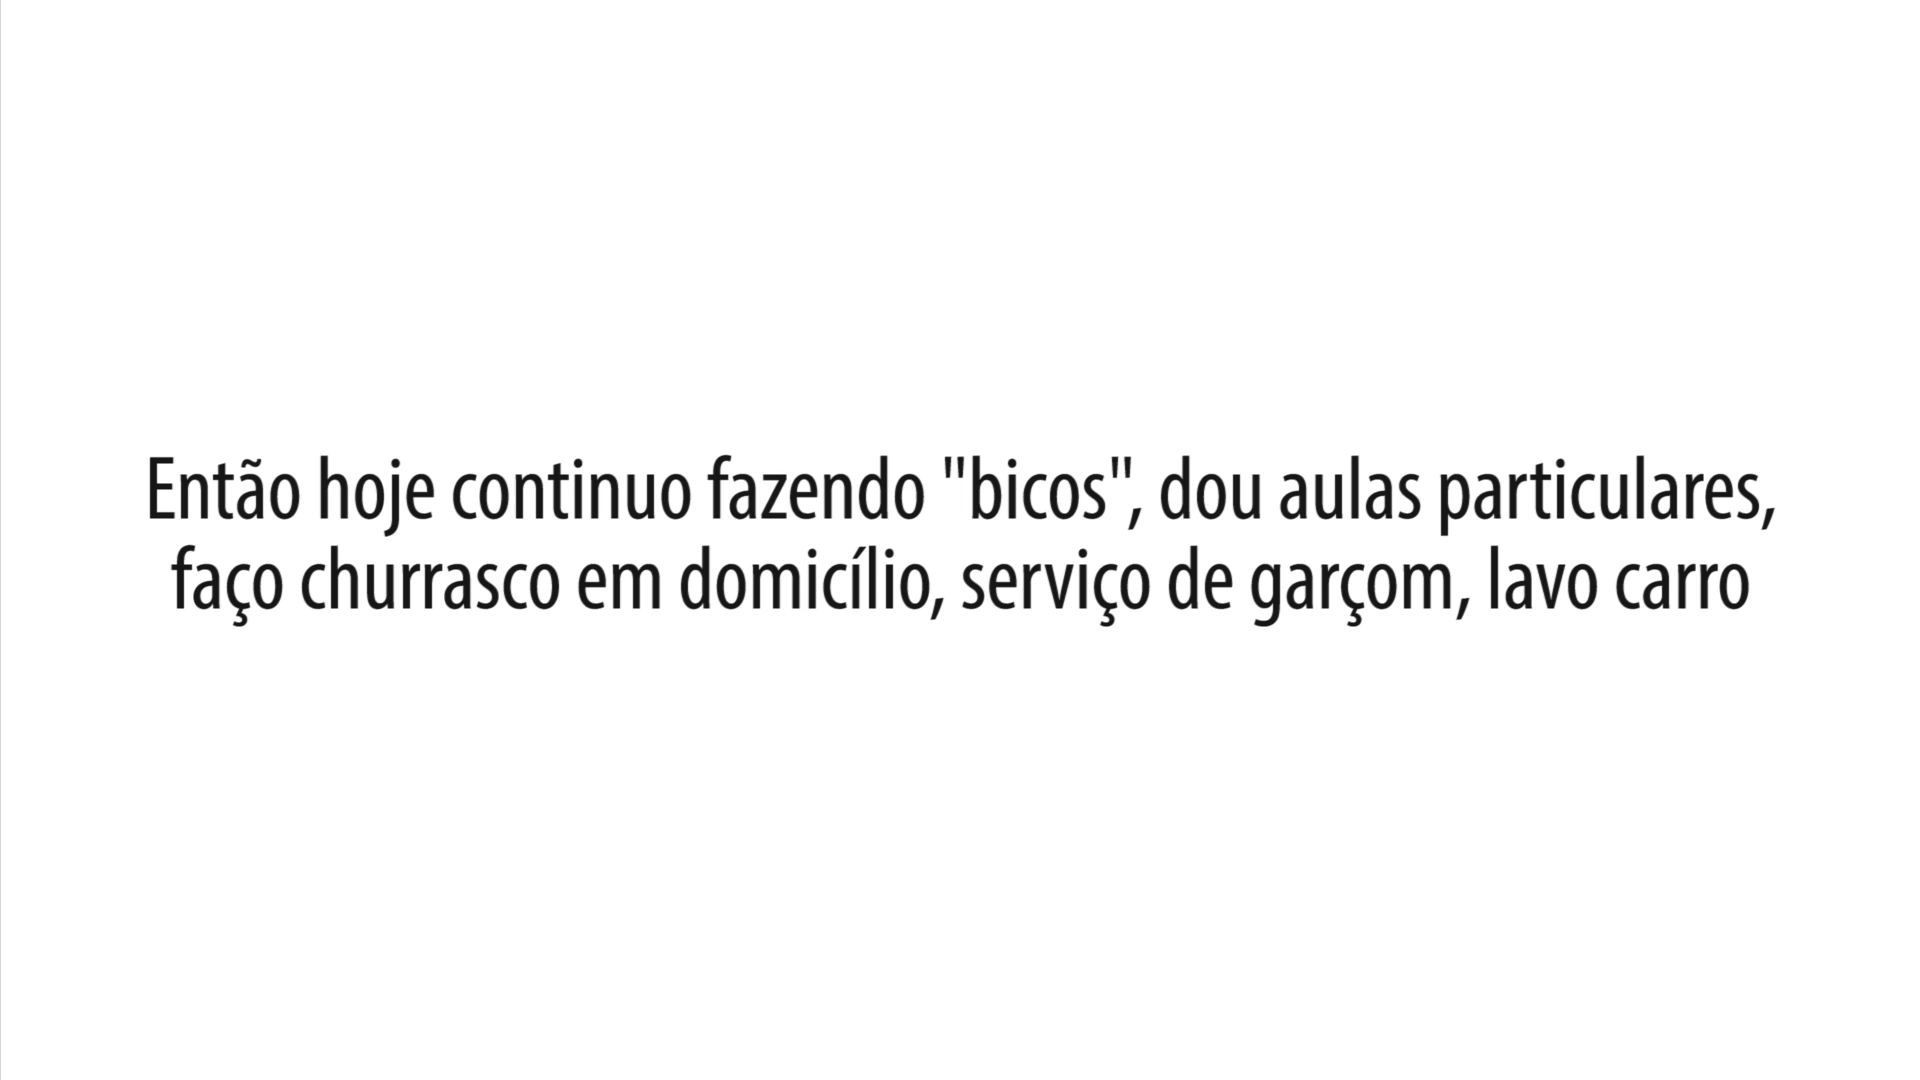 Então hoje continuo fazendo "bicos", dou aulas particulares,
faço churrasco em domicílio, serviço de garçom, lavo carro